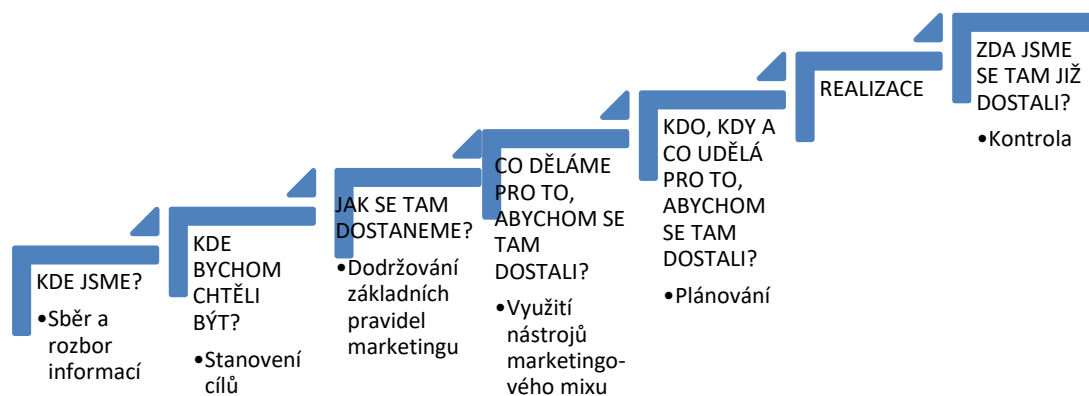 KDE JSME?
•Sběr a
rozbor
informací
KDE
BYCHOM
CHTĚLI
BÝT?
•Stanovení
cílů
JAK SE TAM
DOSTANEME?
•Dodržování
základních
pravidel
marketingu
CO DĚLÁME
PRO TO,
ABYCHOM SE
TAM
DOSTALI?
•Využití
nástrojů
marketingo-
vého mixu
KDO, KDY A
CO UDĚLÁ
PRO TO,
ABYCHOM
SE TAM
DOSTALI?
•Plánování
REALIZACE
ZDA JSME
SE TAM JIŽ
DOSTALI?
•Kontrola